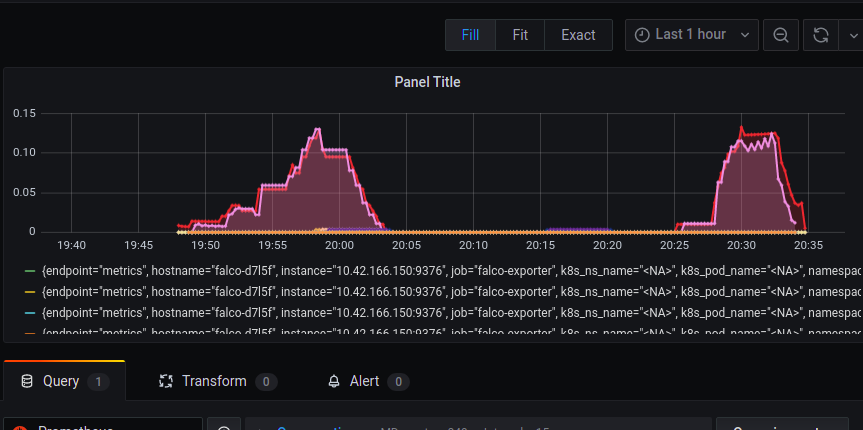 Fill Fit Exact Last 1 hour
Panel Title
0.15
0.10
0.05
0
19:40 19:45 19:50 19:55 20:00 20:05 20:10 20:15 20:20 20:25 20:30 20:35
{endpoint="metrics", hostname="falco-d7l5f", instance="10.42.166.150:9376", job="falco-exporter", k8s_ns_name="<NA>", k8s_pod_name="<NA>", namespac
{endpoint="metrics", hostname="falco-d7l5f", instance="10.42.166.150:9376", job="falco-exporter", k8s_ns_name="<NA>", k8s_pod_name="<NA>", namespac
{endpoint="metrics", hostname="falco-d7l5f", instance="10.42.166.150:9376", job="falco-exporter", k8s_ns_name="<NA>", k8s_pod_name="<NA>", namespac
{endpoint="metrics", hostname="falco-d7l5f", instance="10.42.166.150:9376", job="falco-exporter", k8s_ns_name="<NA>", k8s_pod_name="<NA>", namespac
Query 1 Transform 0 Alert 0
Prometheus